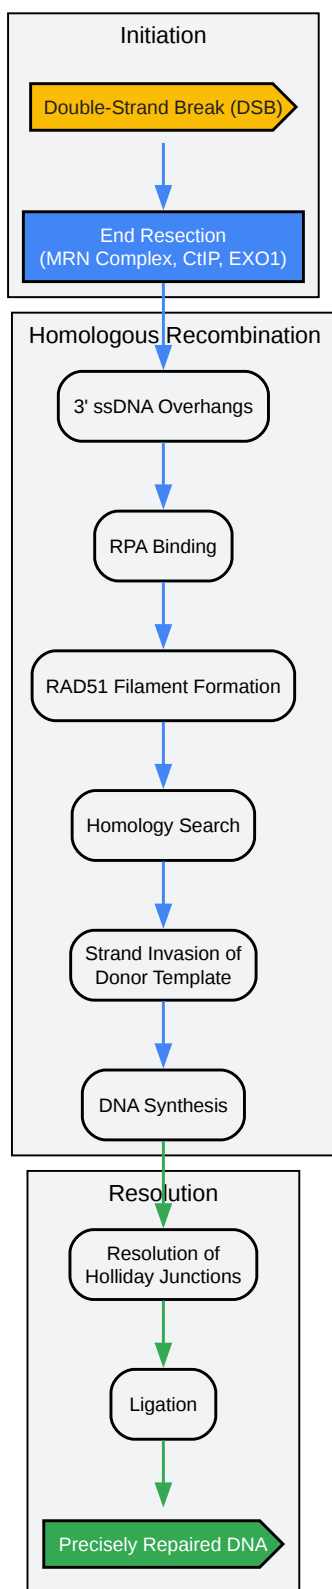 Initiation
Double-Strand Break (DSB)
End Resection
(MRN Complex, CtIP, EXO1)
Homologous Recombination
3' ssDNA Overhangs
RPA Binding
RAD51 Filament Formation
Homology Search
Strand Invasion of
Donor Template
DNA Synthesis
Resolution
Resolution of
Holliday Junctions
Ligation
Precisely Repaired DNA